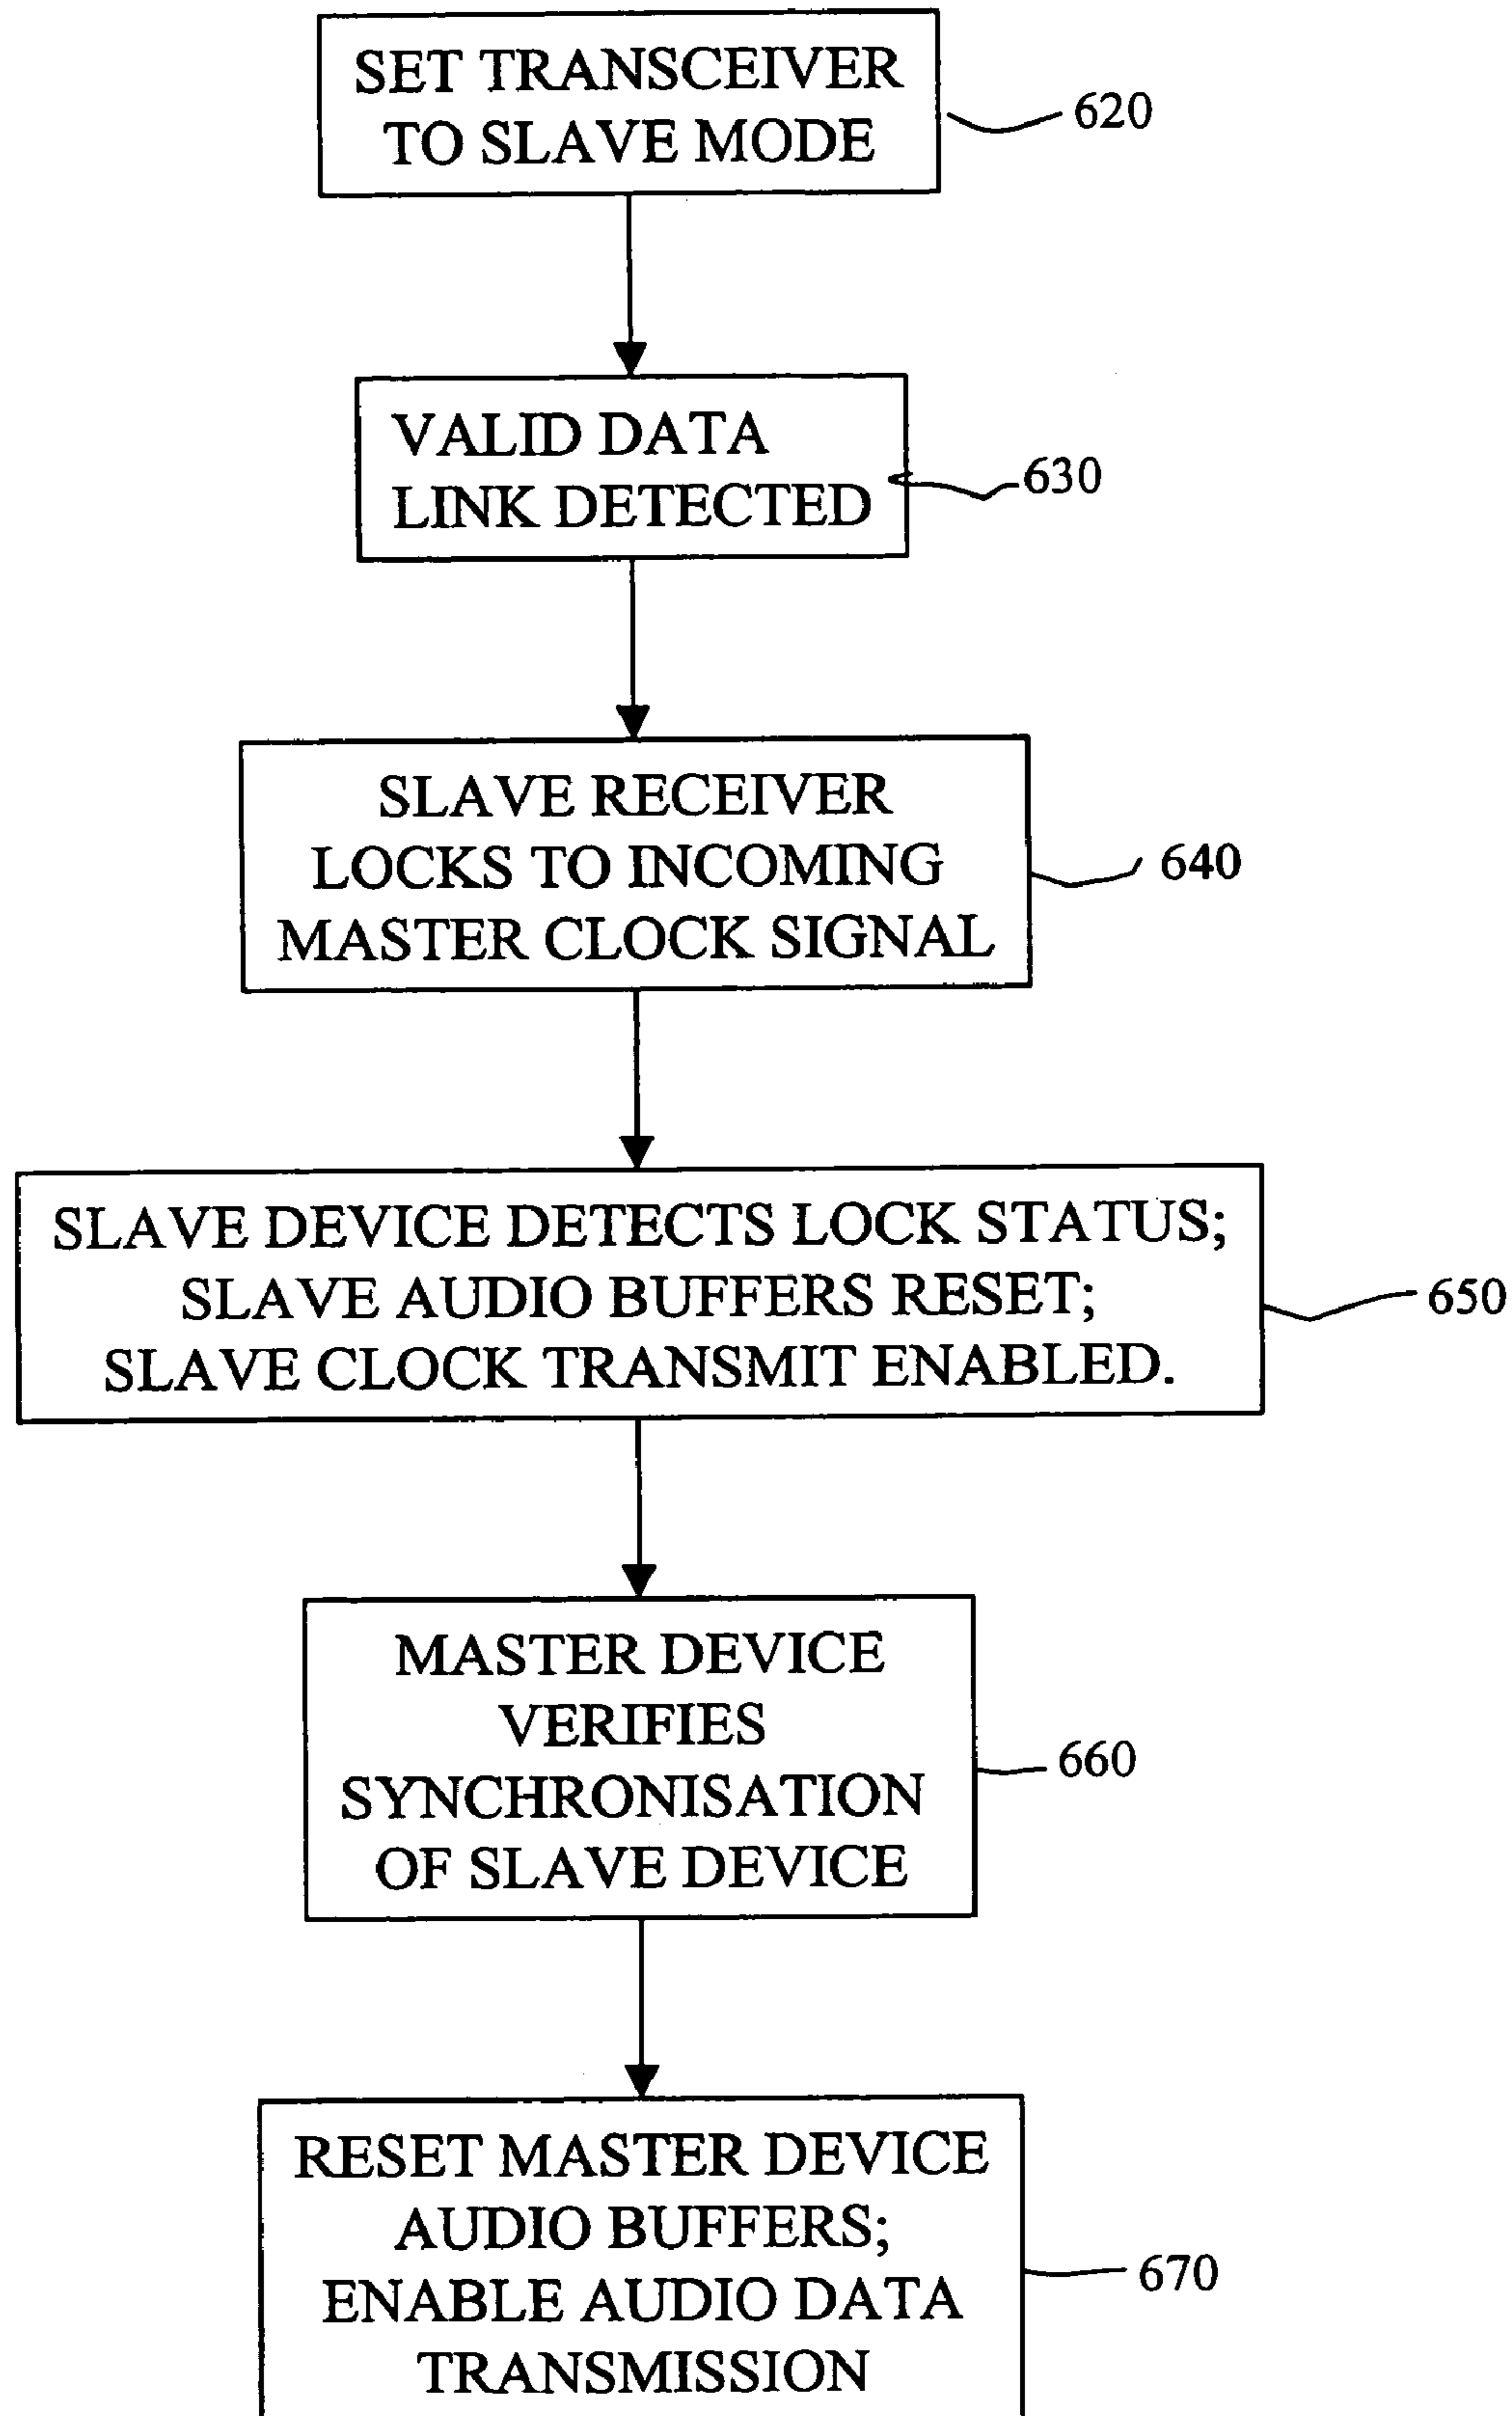 SET TRANSCEIVER
TO SLAVE MODE
620
VALID DATA
LINK DETECTED
630
SLAVE RECEIVER
LOCKS TO INCOMING
MASTER CLOCK SIGNAL
640
SLAVE DEVICE DETECTS LOCK STATUS;
SLAVE AUDIO BUFFERS RESET;
SLAVE CLOCK TRANSMIT ENABLED.
650
MASTER DEVICE
VERIFIES
SYNCHRONISATION
OF SLAVE DEVICE
660
RESET MASTER DEVICE
AUDIO BUFFERS;
ENABLE AUDIO DATA
TRANSMISSION
670